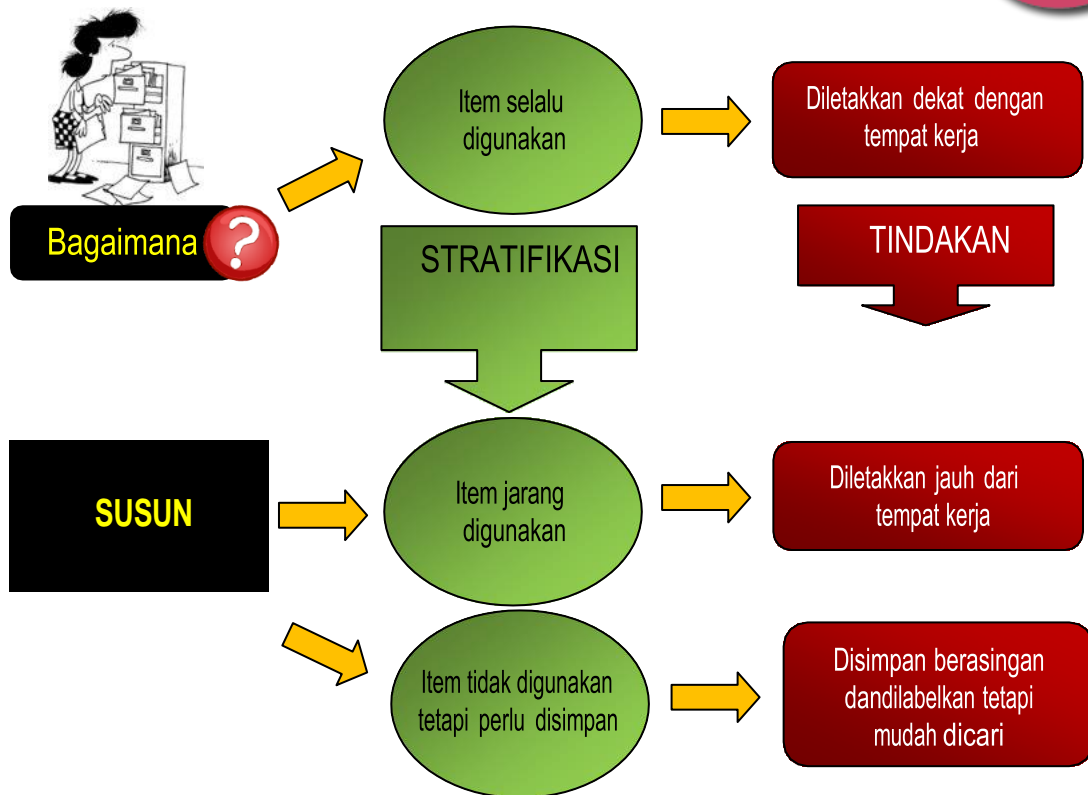 Item selalu
digunakan
Diletakkan dekat dengan
tempat kerja
Bagaimana
?
STRATIFIKASI
TINDAKAN
SUSUN
Item jarang
digunakan
Diletakkan jauh dari
tempat kerja
Item tidak digunakan
tetapi perlu disimpan
Disimpan berasingan
dandilabelkan tetapi
mudah dicari